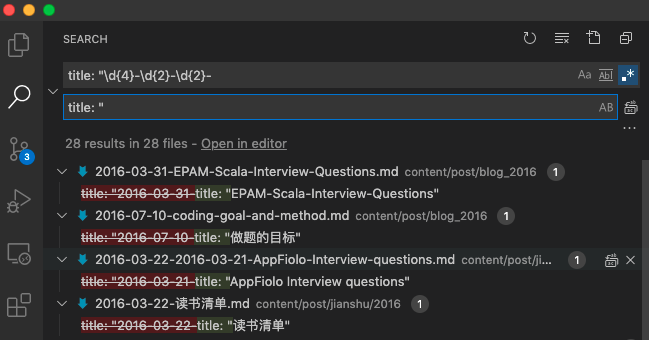 SEARCH
title: "\d{4}-\d{2}-\d{2}-
Aa Abl .*
title: "
AB
...
28 results in 28 files - Open in editor
3
2016-03-31-EPAM-Scala-Interview-Questions.md content/post/blog_2016 1
title: "2016-03-31-title: "EPAM-Scala-Interview-Questions"
2016-07-10-coding-goal-and-method.md content/post/blog_2016 1
title: "2016-07-10-title: "做题的目标"
2016-03-22-2016-03-21-AppFiolo-Interview-questions.md content/post/ji... 1
title: "2016-03-21-title: "AppFiolo Interview questions"
2016-03-22-读书清单.md content/post/jianshu/2016 1
title: "2016-03-22-title: "读书清单"